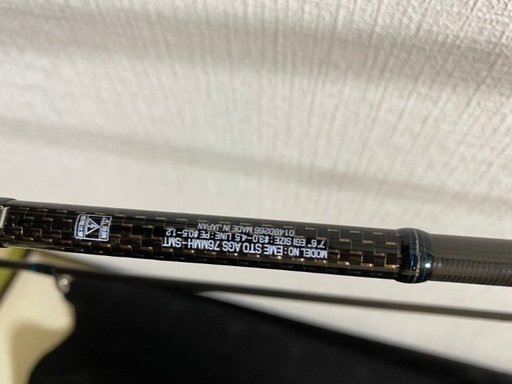 MODEL NO.:EME STO AGS 76MMH-SMT
7'6" EGI SIZE:#3.0~4.5 LINE:PE #0.5-1.2
01480266 MADE IN JAPAN